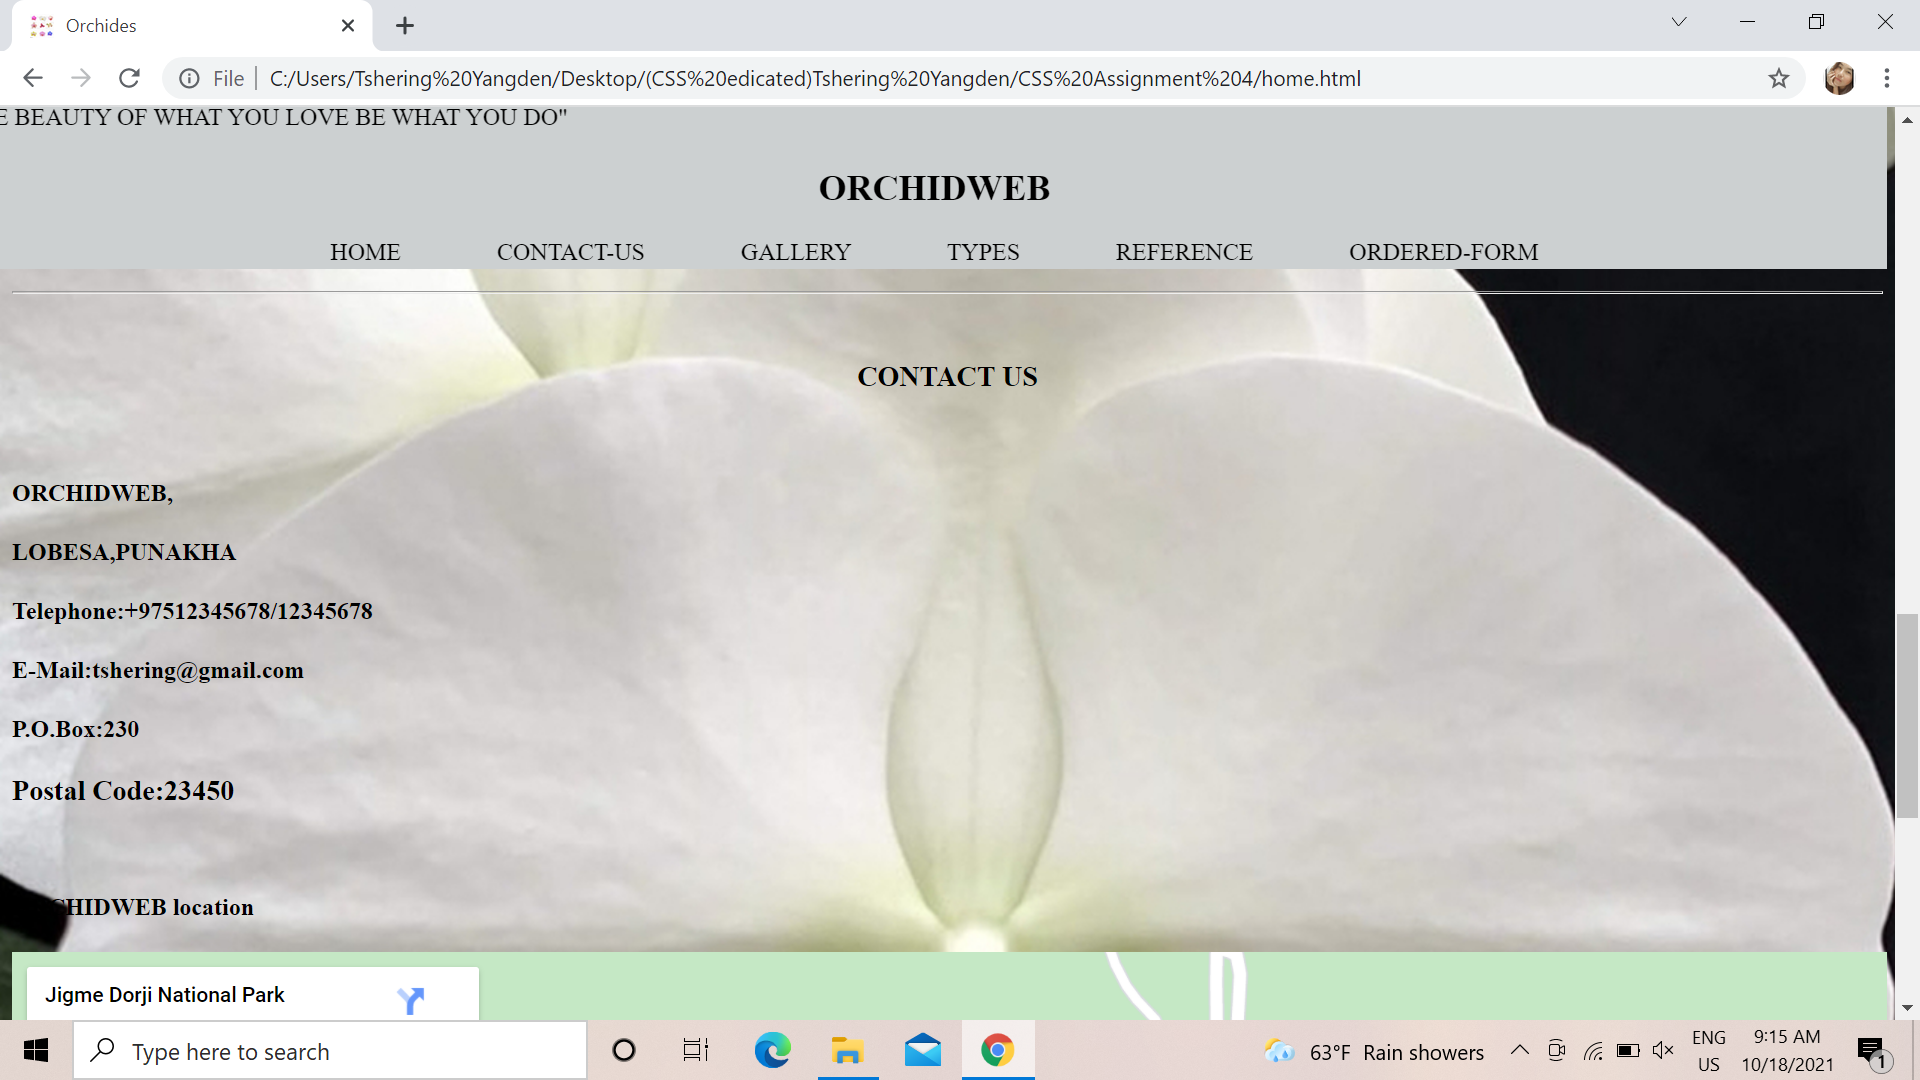 Orchides
File
C:/Users/Tshering%20Yangden/Desktop/(CSS%20edicated)Tshering%20Yangden/CSS%20Assignment%204/home.html
BEAUTY OF WHAT YOU LOVE BE WHAT YOU DO"
ORCHIDWEB
HOME CONTACT-US GALLERY TYPES REFERENCE ORDERED-FORM
CONTACT US
ORCHIDWEB,
LOBESA,PUNAKHA
Telephone:+97512345678/12345678
E-Mail:tshering@gmail.com
P.O.Box:230
Postal Code:23450
location
Jigme Dorji National Park
Type here to search
63°F Rain showers
ENG
US
9:15 AM
10/18/2021
1